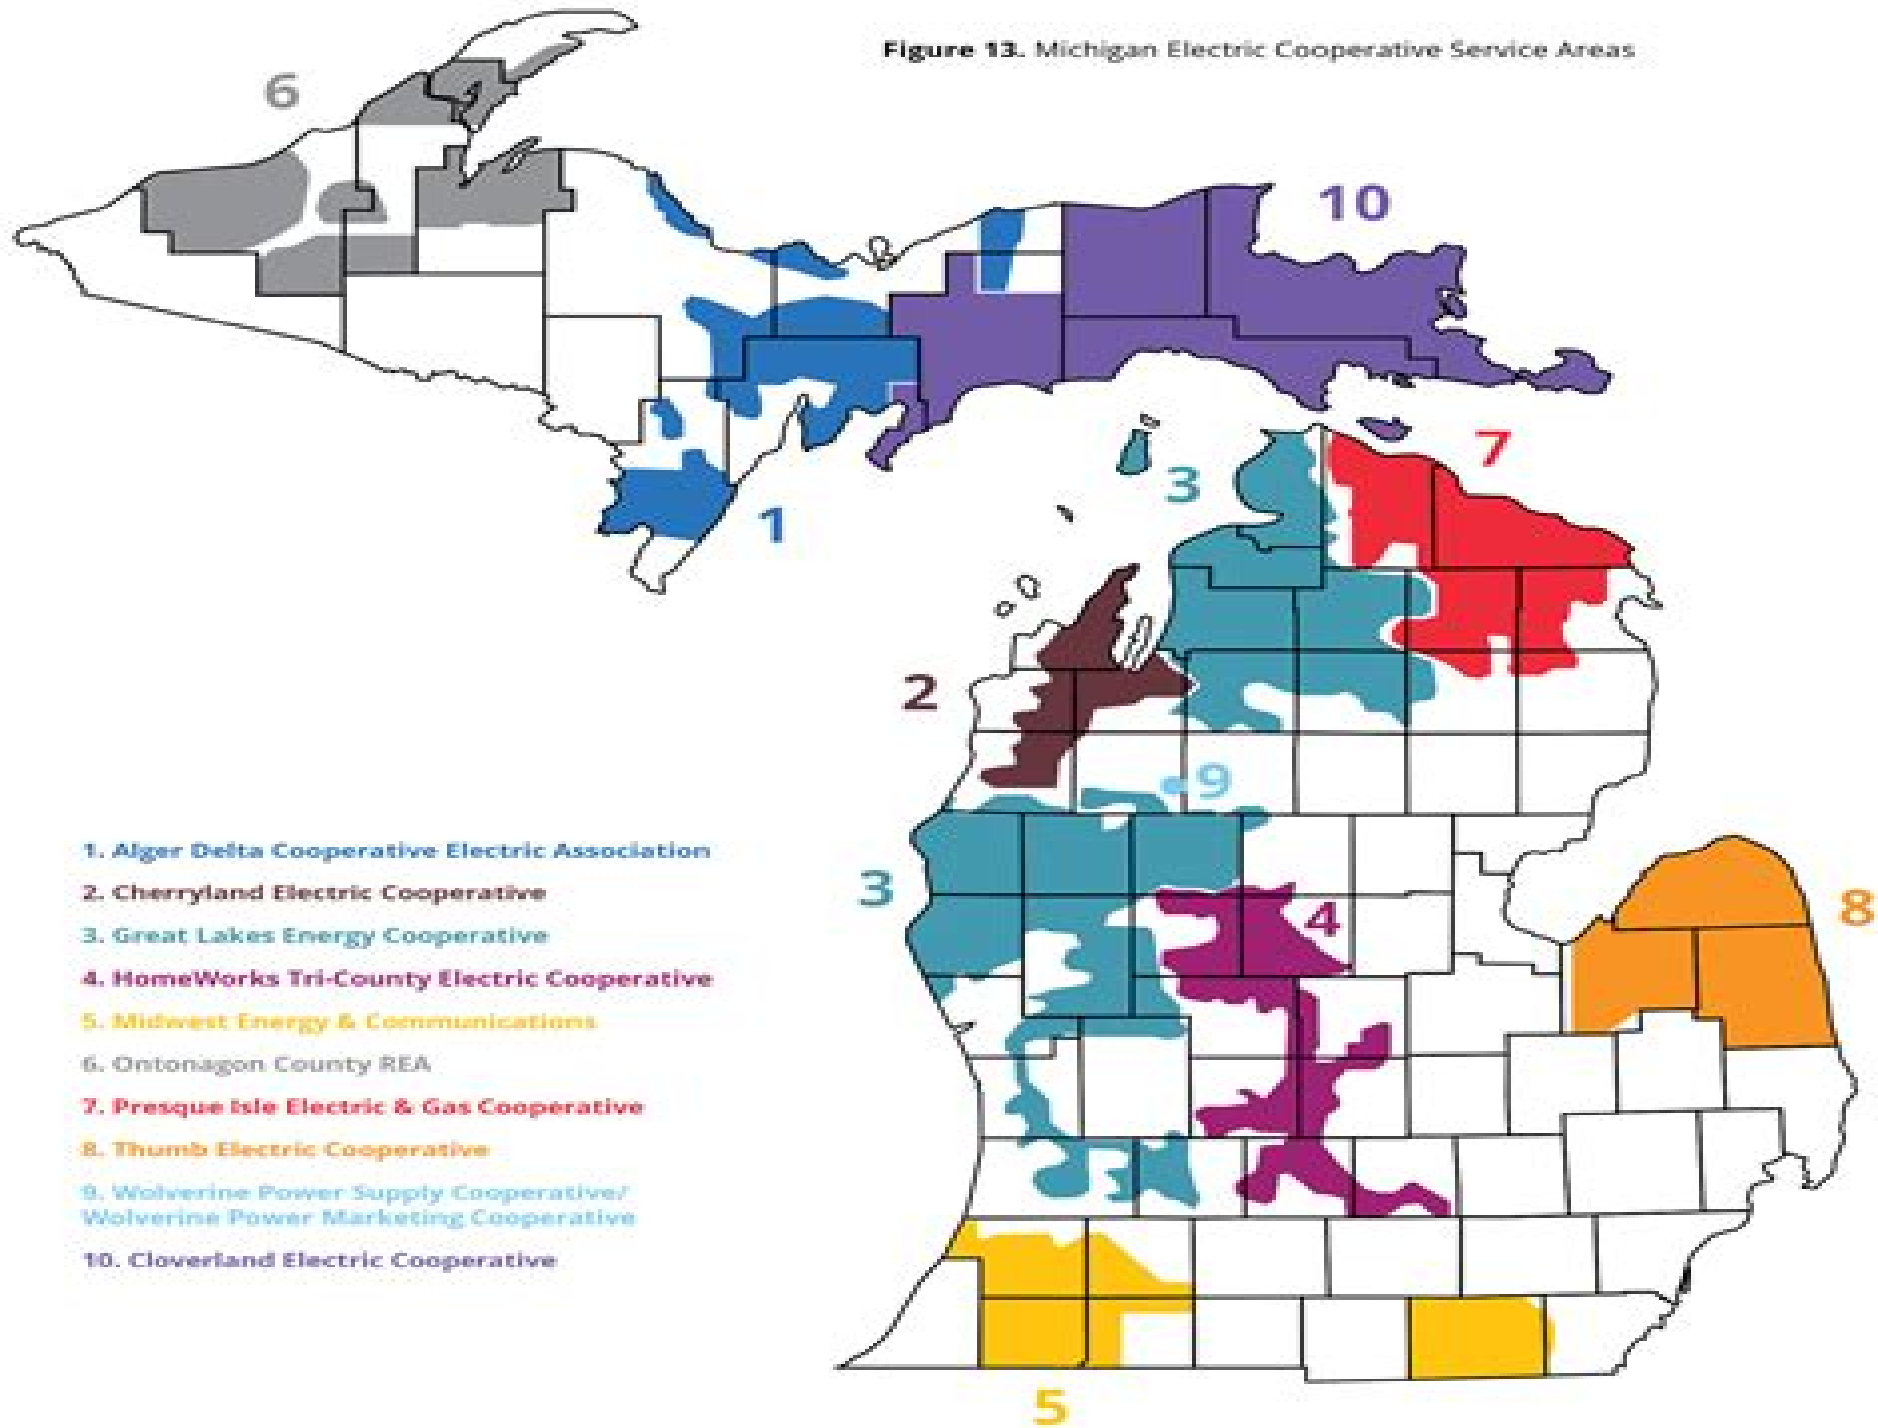 Figure 13. Michigan Electric Cooperative Service Areas
6
10
7
3
1
2
9
3
4
8
1. Alger Delta Cooperative Electric Association
2. Cherryland Electric Cooperative
3. Great Lakes Energy Cooperative
4. HomeWorks Tri-County Electric Cooperative
5. Midwest Energy & Communications
6. Ontonagon County REA
7. Presque Isle Electric & Gas Cooperative
8. Thumb Electric Cooperative
9. Wolverine Power Supply Cooperative/
Wolverine Power Marketing Cooperative
10. Cloverland Electric Cooperative
5